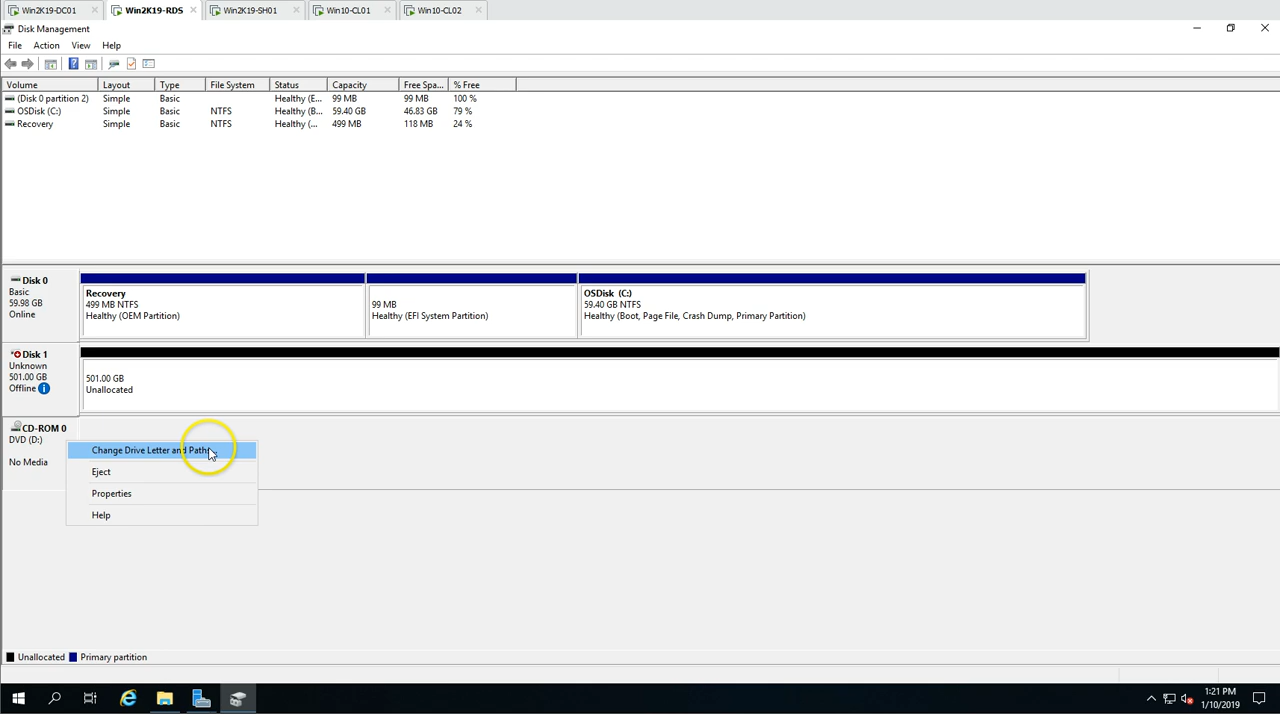 Win2K19-DC01 Win2K19-RDS Win2K19-SH01 Win10-CL01 Win10-CL02
Disk Management
File Action View Help
Volume Layout Type File System Status Capacity Free Spa... % Free
(Disk 0 partition 2) Simple Basic Healthy (E... 99 MB 99 MB 100 %
OSDisk (C:) Simple Basic NTFS Healthy (B... 59.40 GB 46.83 GB 79 %
Recovery Simple Basic NTFS Healthy (... 499 MB 118 MB 24 %
Disk 0
Basic
59.98 GB
Online
Recovery
499 MB NTFS
Healthy (OEM Partition)
99 MB
Healthy (EFI System Partition)
OSDisk (C:)
59.40 GB NTFS
Healthy (Boot, Page File, Crash Dump, Primary Partition)
Disk 1
Unknown
501.00 GB
Offline
501.00 GB
Unallocated
CD-ROM 0
DVD (D:)
No Media
Change Drive Letter and Paths...
Eject
Properties
Help
Unallocated Primary partition
1:21 PM
1/10/2019